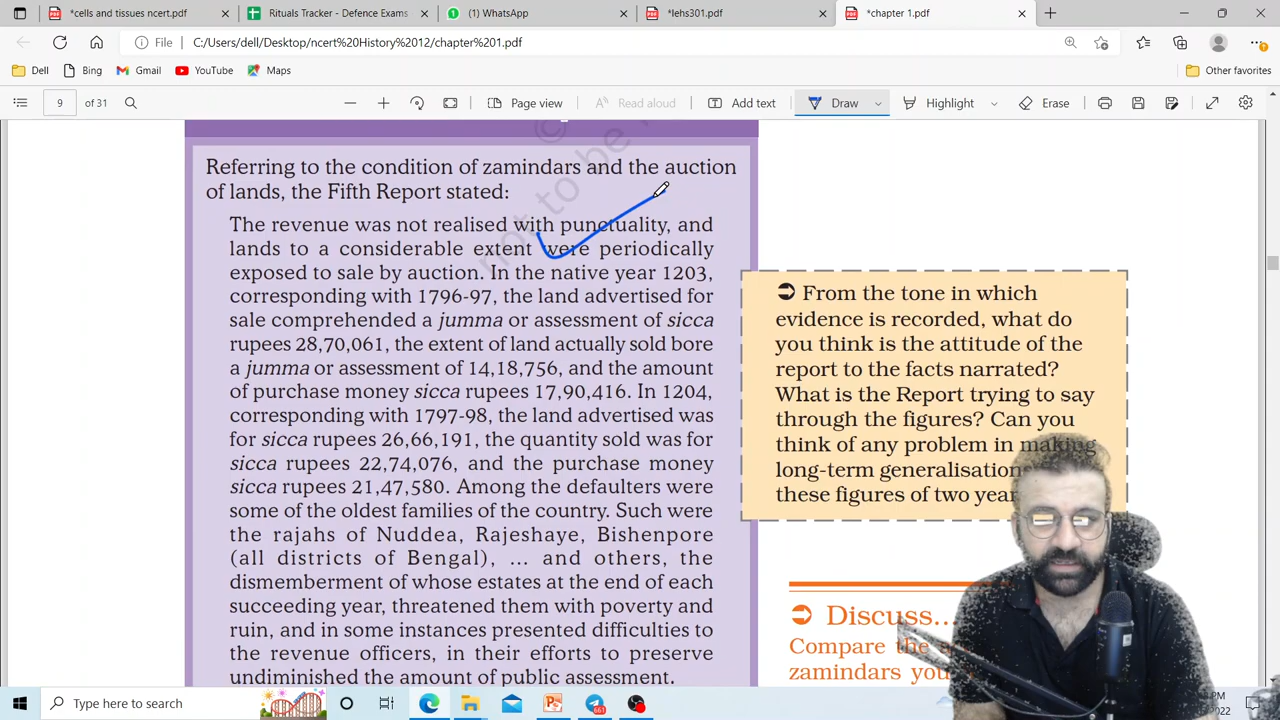 *cells and tissues ncert.pdf
Rituals Tracker - Defence Exams
(1) WhatsApp
*lehs301.pdf
*chapter 1.pdf
File
C:/Users/dell/Desktop/ncert%20History%2012/chapter%201.pdf
Dell
Bing
Gmail
YouTube
Maps
Other favorites
9 of 31
Page view
Read aloud
Add text
Draw
Highlight
Erase
©
not to be
Referring to the condition of zamindars and the auction
of lands, the Fifth Report stated:
The revenue was not realised with punctuality, and
lands to a considerable extent were periodically
exposed to sale by auction. In the native year 1203,
corresponding with 1796-97, the land advertised for
sale comprehended a jumma or assessment of sicca
rupees 28,70,061, the extent of land actually sold bore
a jumma or assessment of 14,18,756, and the amount
of purchase money sicca rupees 17,90,416. In 1204,
corresponding with 1797-98, the land advertised was
for sicca rupees 26,66,191, the quantity sold was for
sicca rupees 22,74,076, and the purchase money
sicca rupees 21,47,580. Among the defaulters were
some of the oldest families of the country. Such were
the rajahs of Nuddea, Rajeshaye, Bishenpore
(all districts of Bengal), ... and others, the
dismemberment of whose estates at the end of each
succeeding year, threatened them with poverty and
ruin, and in some instances presented difficulties to
the revenue officers, in their efforts to preserve
undiminished the amount of public assessment.
From the tone in which
evidence is recorded, what do
you think is the attitude of the
report to the facts narrated?
What is the Report trying to say
through the figures? Can you
think of any problem in making
long-term generalisations
these figures of two year
Discuss...
Compare the
zamindars you
Type here to search
PM
2022